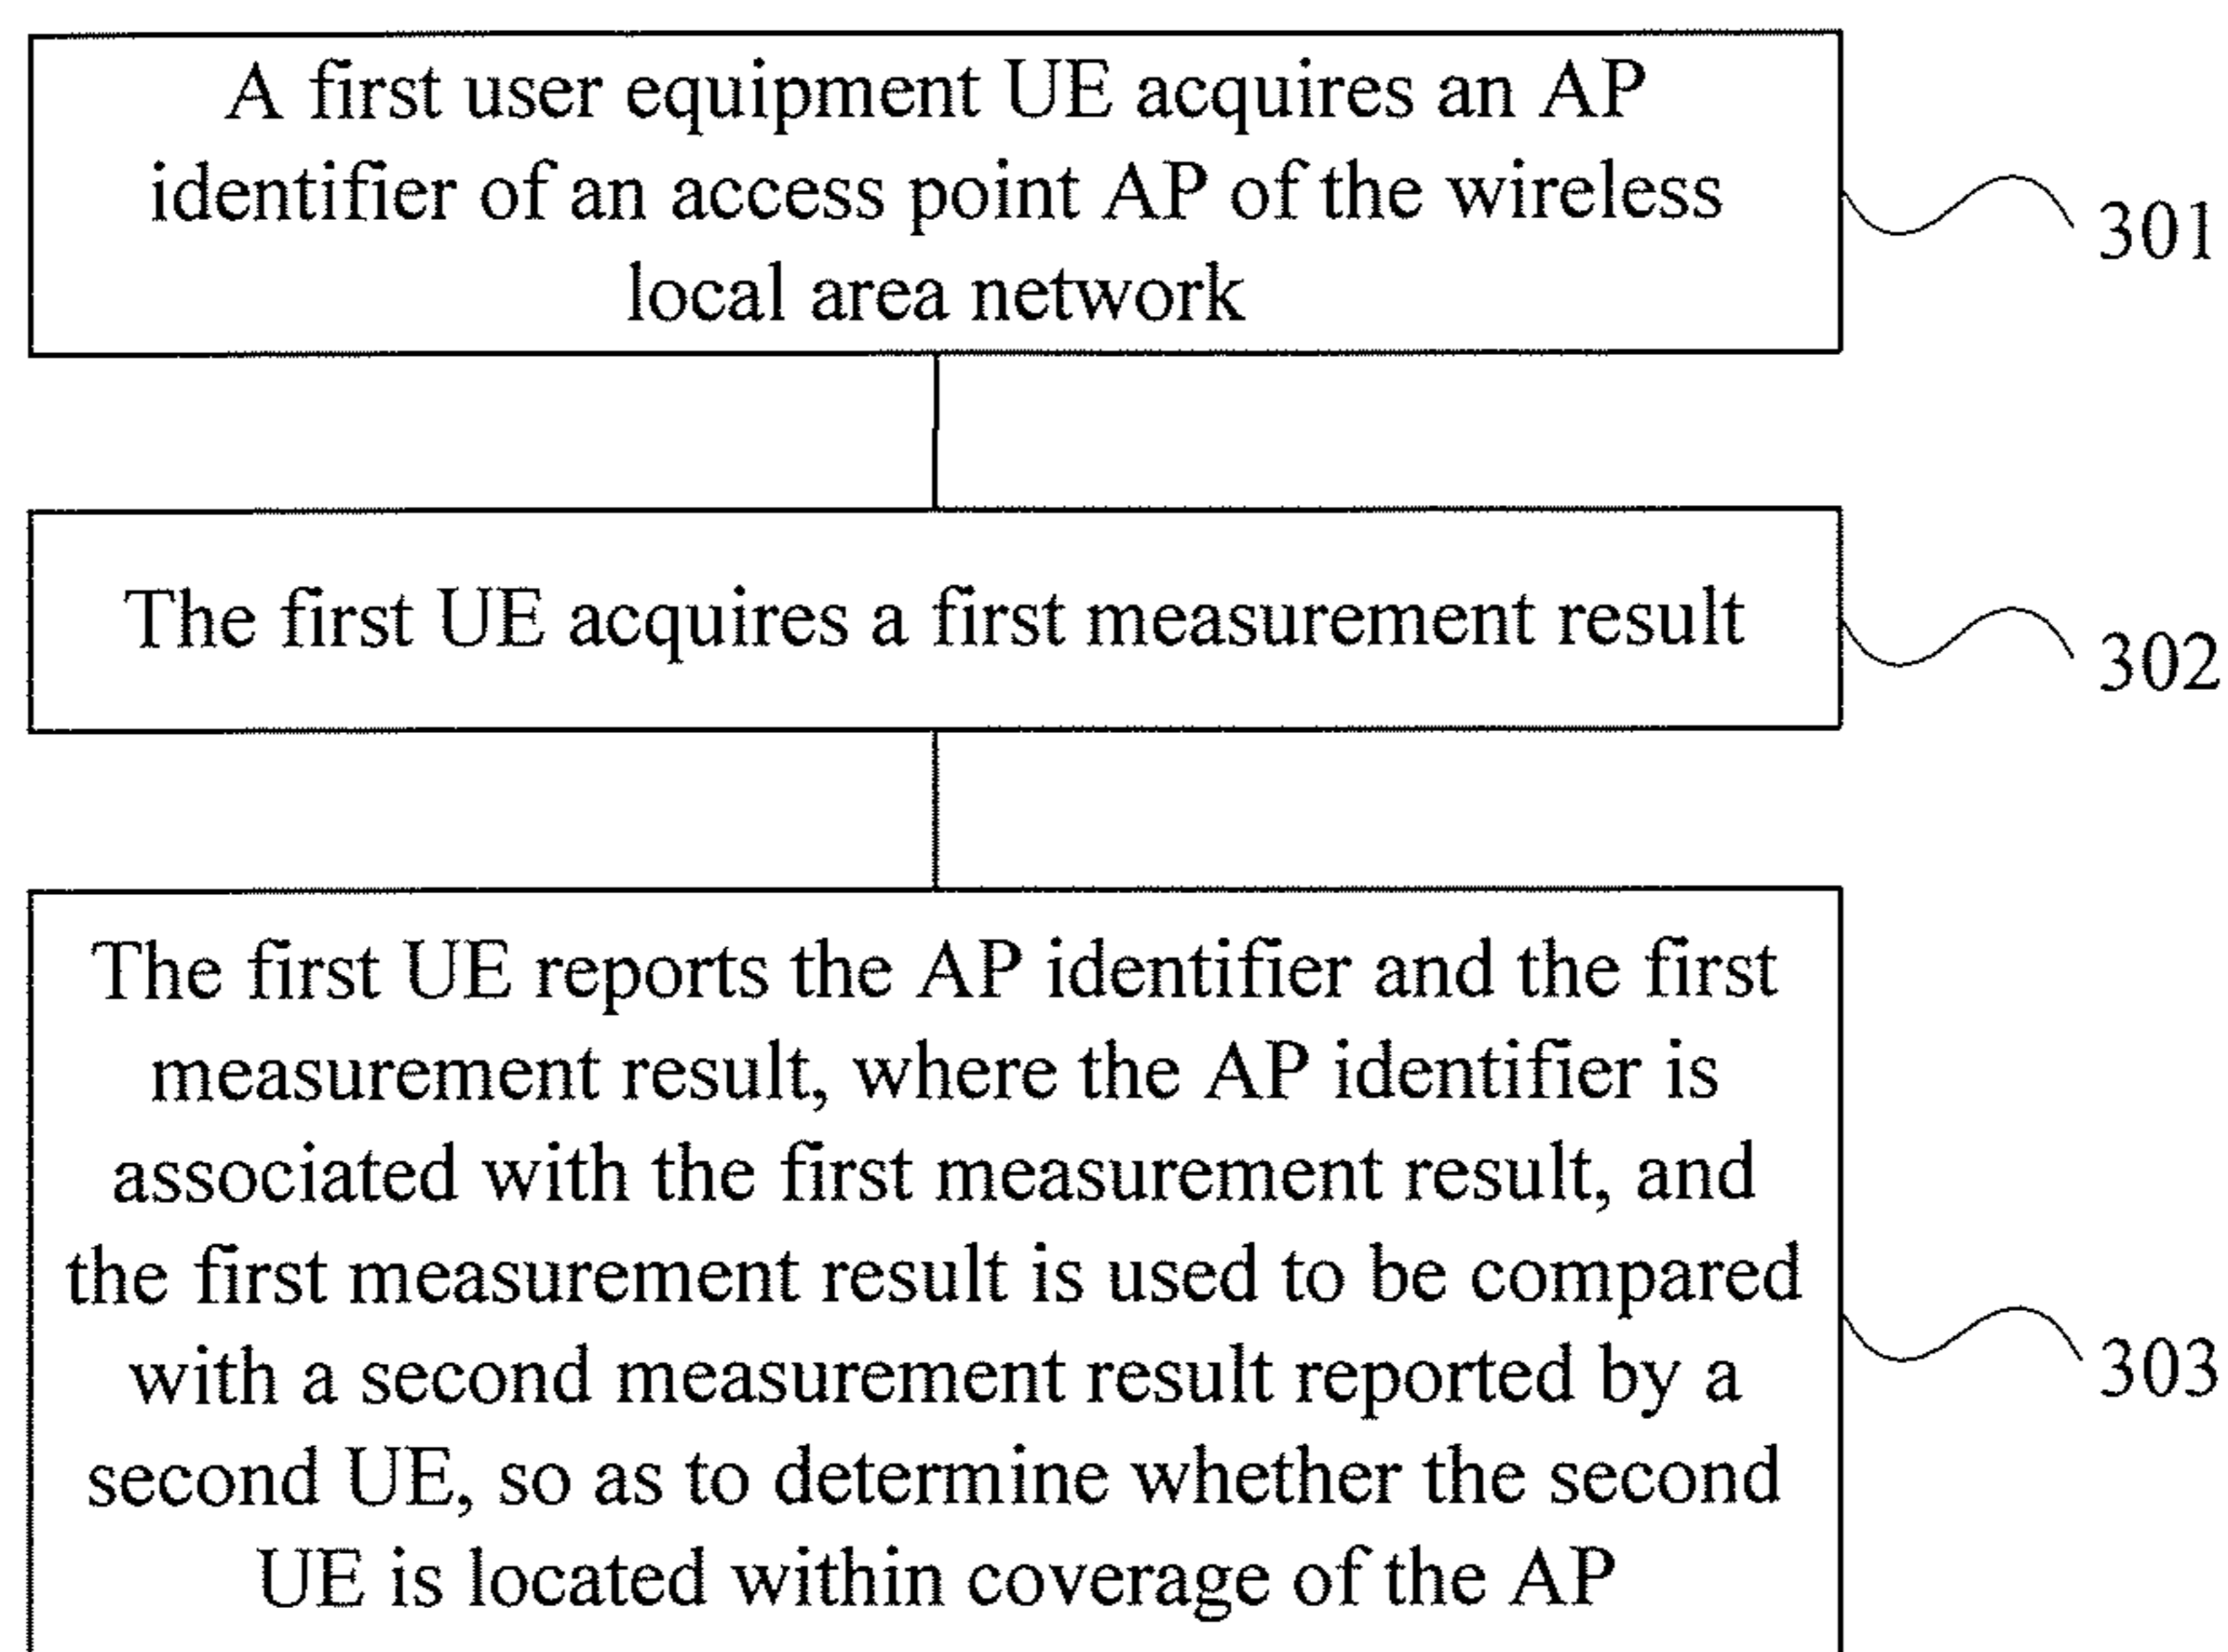 A first user equipment UE acquires an AP
identifier of an access point AP of the wireless
local area network
301
The first UE acquires a first measurement result
302
The first UE reports the AP identifier and the first
measurement result, where the AP identifier is
associated with the first measurement result, and
the first measurement result is used to be compared
with a second measurement result reported by a
second UE, so as to determine whether the second
UE is located within coverage of the AP
303